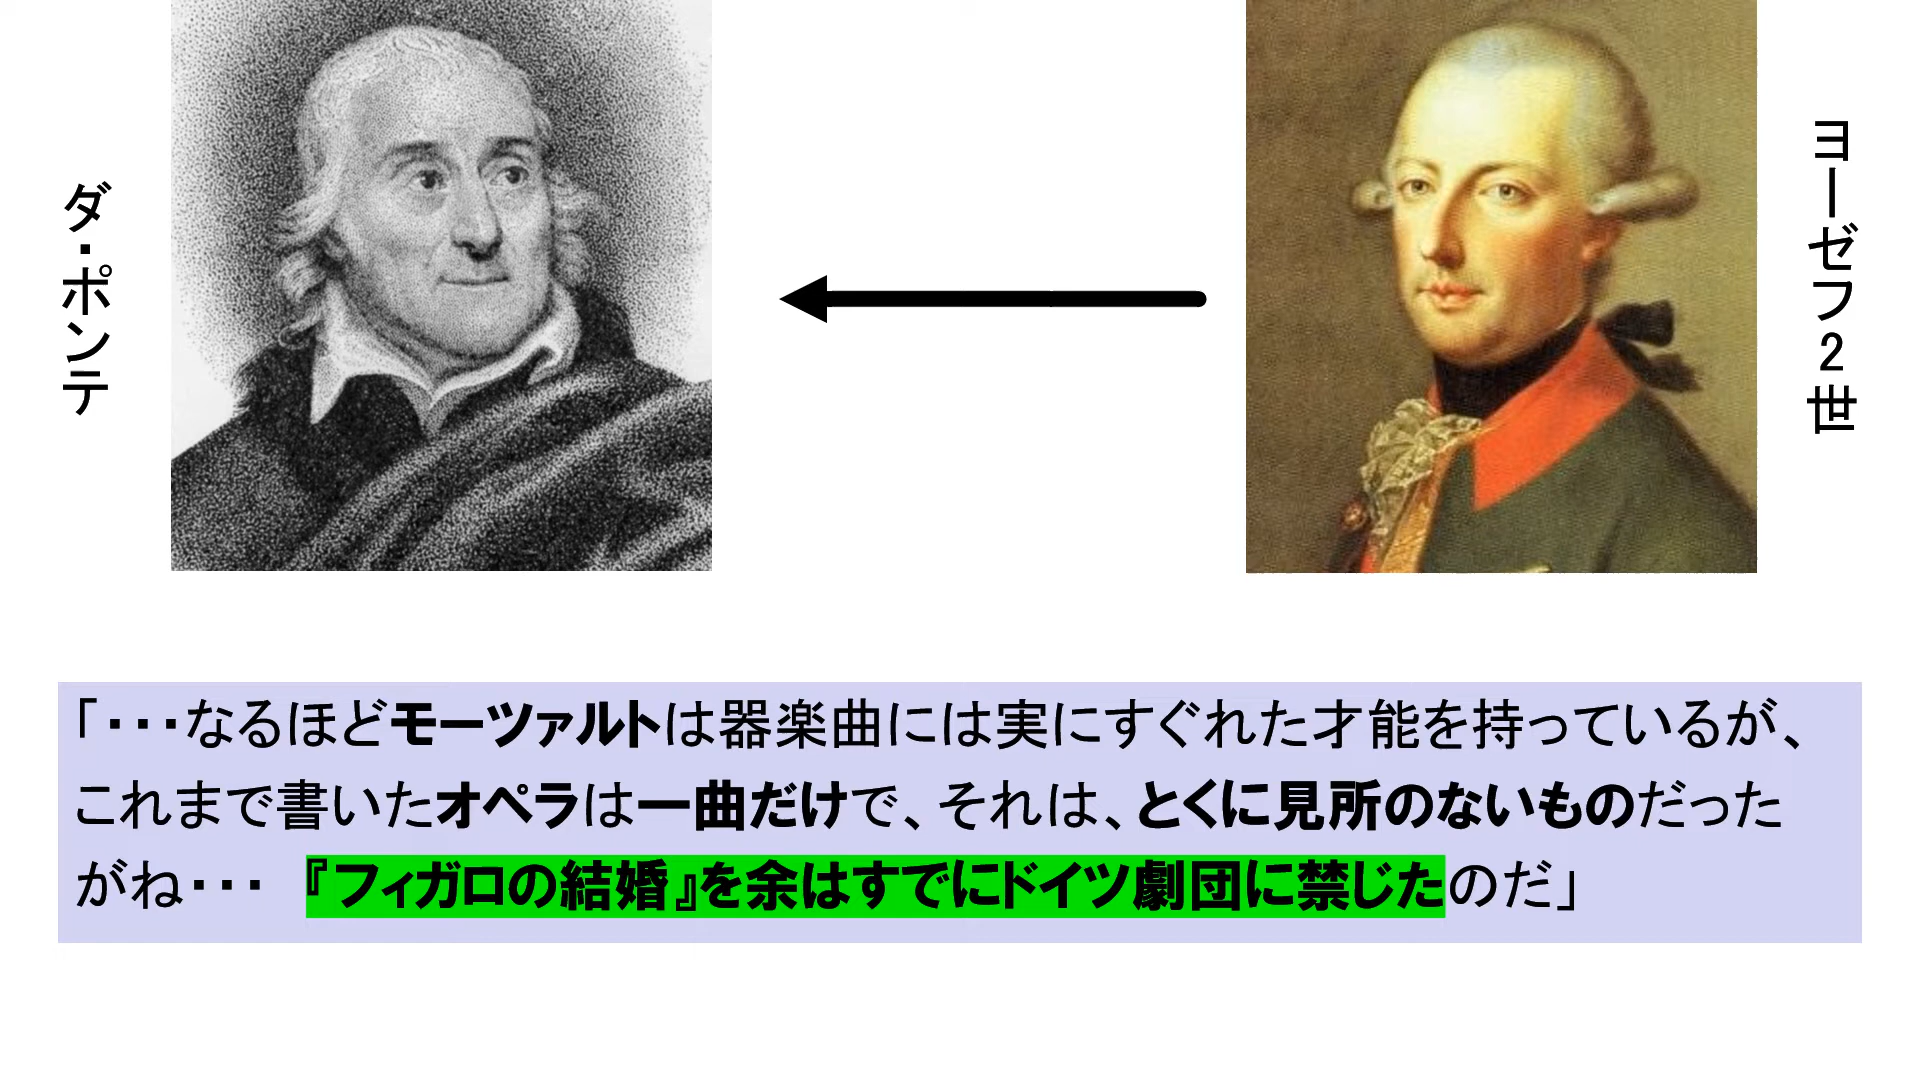 ダ・ポンテ
ヨーゼフ2世
「・・・なるほどモーツァルトは器楽曲には実にすぐれた才能を持っているが、
これまで書いたオペラは一曲だけで、それは、とくに見所のないものだった
がね・・・　『フィガロの結婚』を余はすでにドイツ劇団に禁じたのだ」